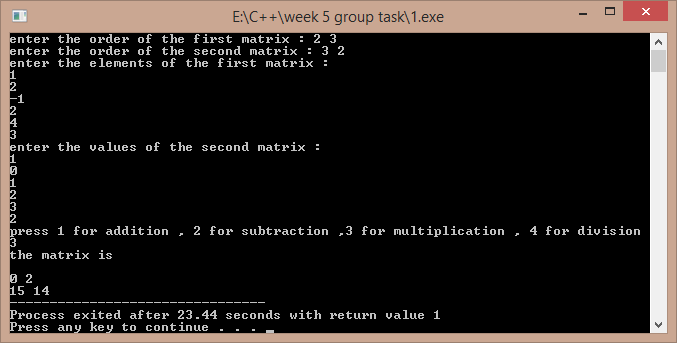 E:\C++\week 5 group task\1.exe
enter the order of the first matrix : 2 3
enter the order of the second matrix : 3 2
enter the elements of the first matrix :
1
2
-1
2
4
3
enter the values of the second matrix :
1
0
1
2
3
2
press 1 for addition , 2 for subtraction ,3 for multiplication , 4 for division
3
the matrix is
0 2
15 14
--------------------------------
Process exited after 23.44 seconds with return value 1
Press any key to continue . . .